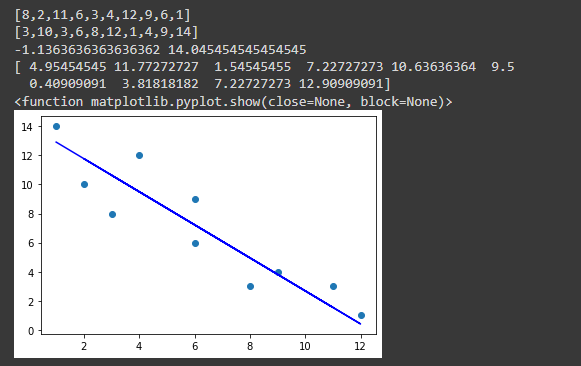 [8,2,11,6,3,4,12,9,6,1]
[3,10,3,6,8,12,1,4,9,14]
-1.1363636363636362 14.045454545454545
[ 4.95454545 11.77272727  1.54545455  7.22727273 10.63636364  9.5
  0.40909091  3.81818182  7.22727273 12.90909091]
<function matplotlib.pyplot.show(close=None, block=None)>
14
12
10
8
6
4
2
0
2 4 6 8 10 12